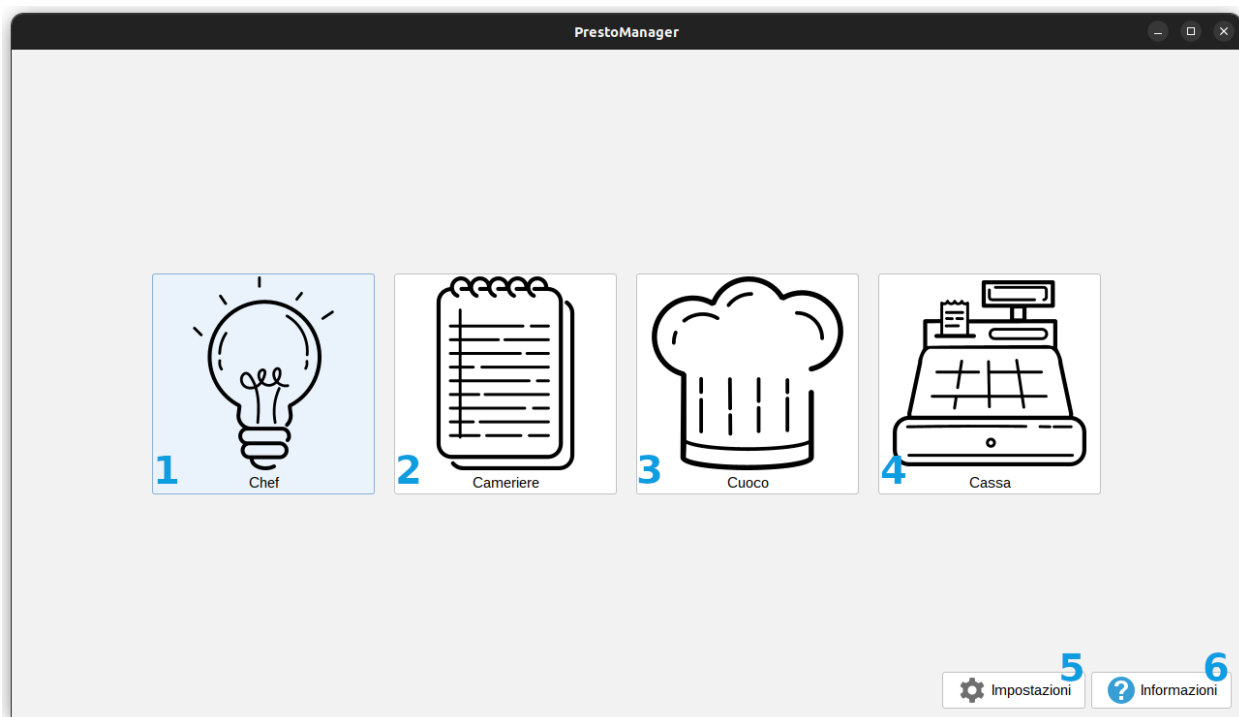 PrestoManager
1
Chef
2
Cameriere
3
Cuoco
4
Cassa
5
Impostazioni
6
Informazioni